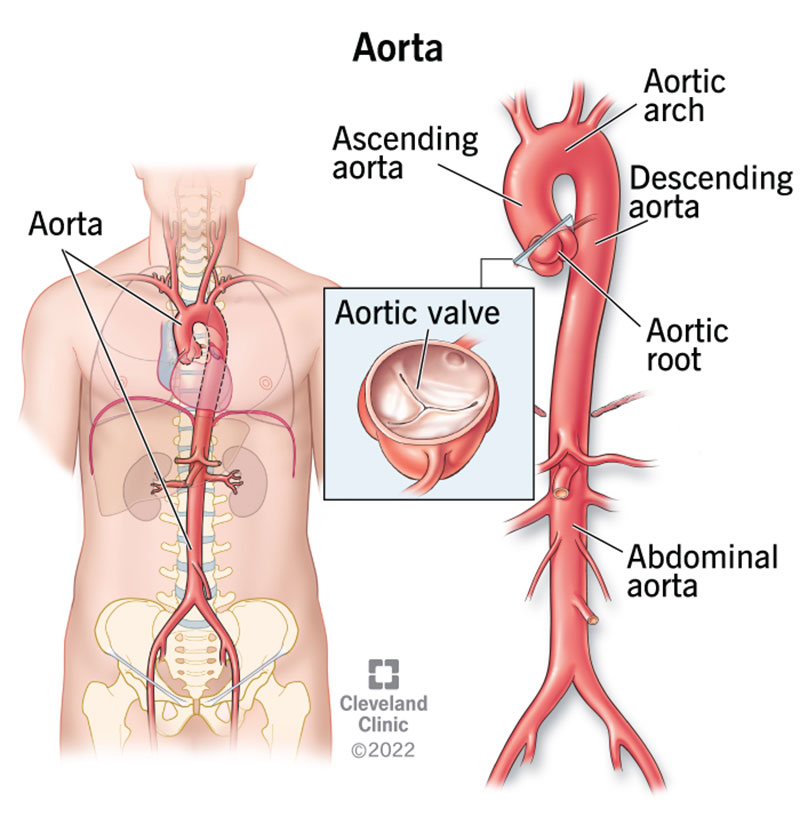 Aorta
Aortic
arch
Ascending
aorta
Descending
aorta
Aorta
Aortic valve
Aortic
root
Abdominal
aorta
Cleveland
Clinic
©2022